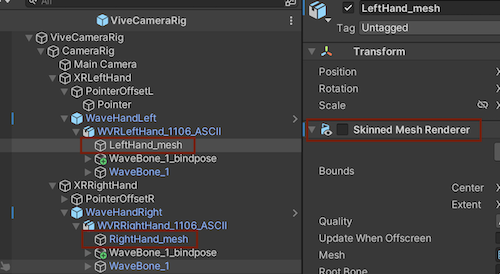 All
ViveCameraRig
ViveCameraRig
CameraRig
Main Camera
XRLeftHand
PointerOffsetL
Pointer
WaveHandLeft
WVRLeftHand_1106_ASCII
LeftHand_mesh
WaveBone_1_bindpose
WaveBone_1
XRRightHand
PointerOffsetR
WaveHandRight
WVRRightHand_1106_ASCII
RightHand_mesh
WaveBone_1_bindpose
WaveBone_1
LeftHand_mesh
Tag Untagged
Transform
Position
Rotation
Scale
Skinned Mesh Renderer
Bounds
Center
Extent
Quality
Update When Offscreen
Mesh
Root Bone